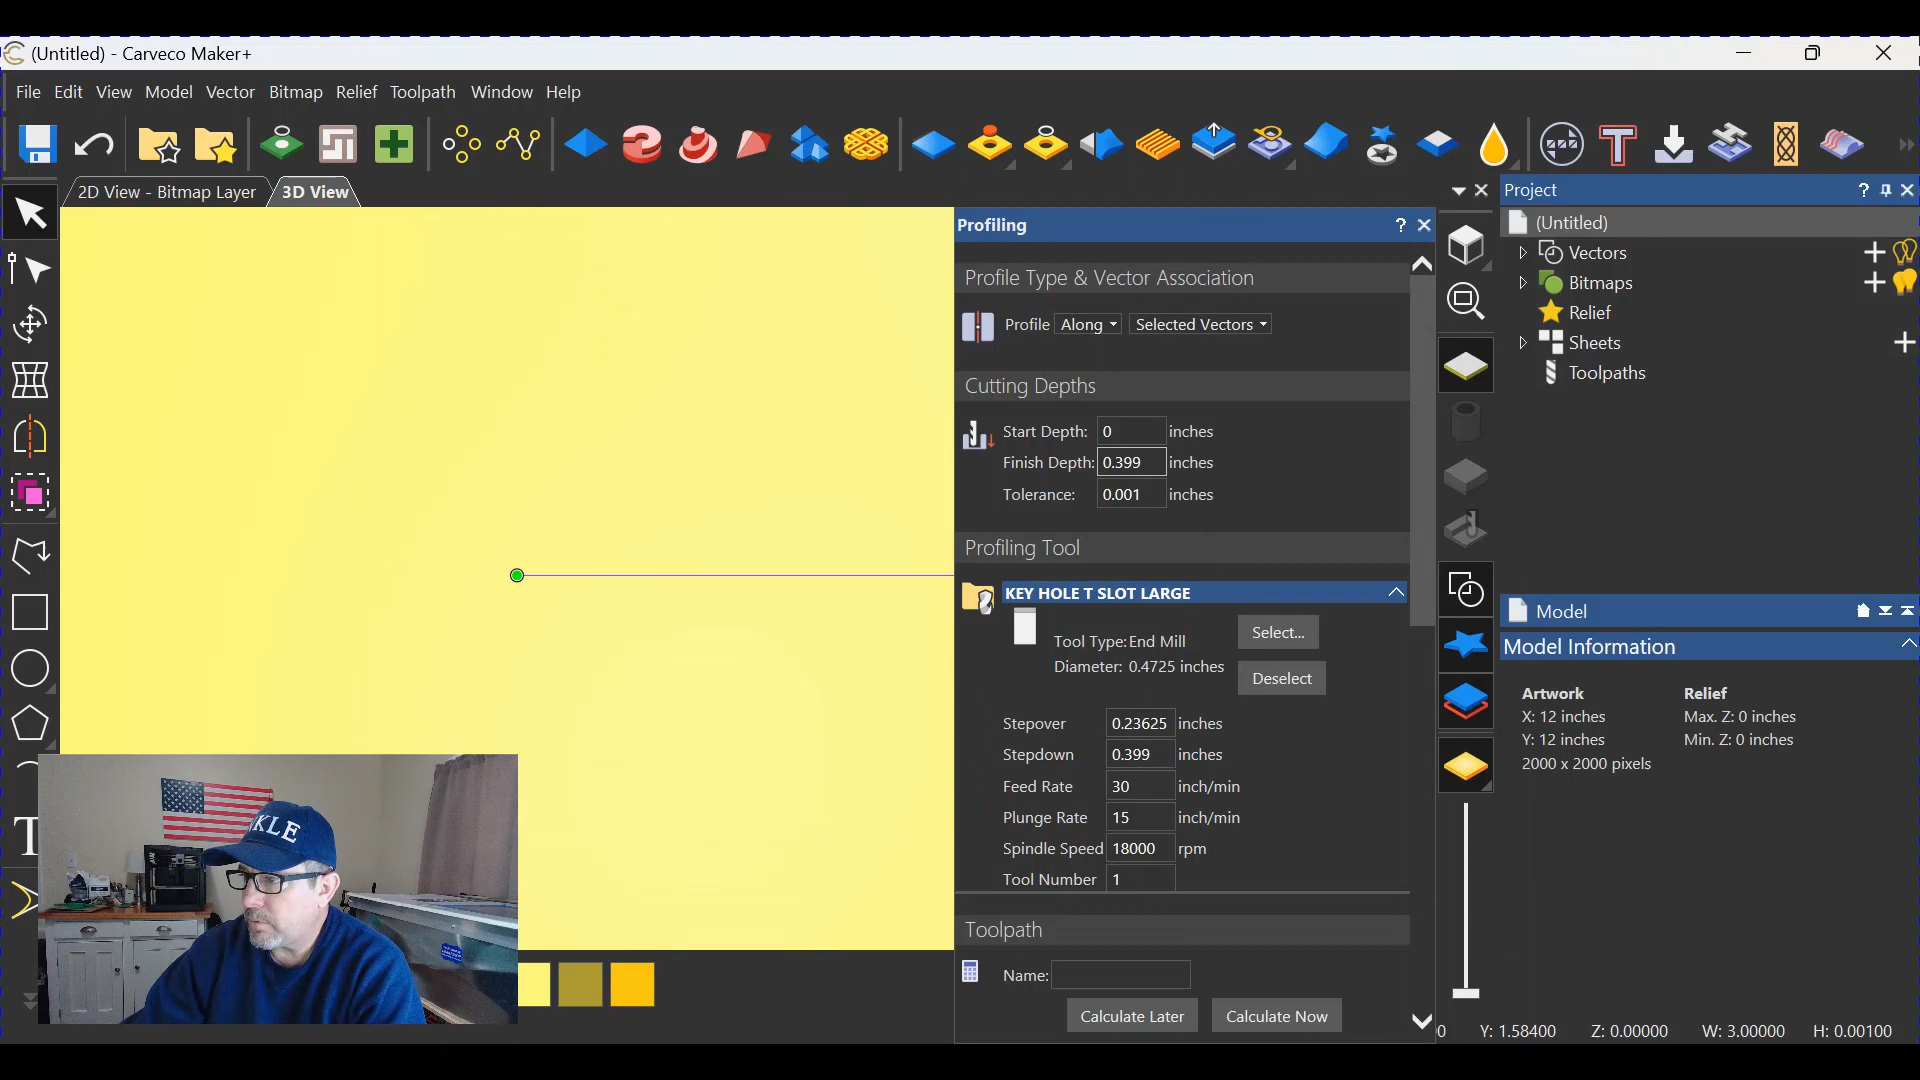 (Untitled) - Carveco Maker+
File Edit View Model Vector Bitmap Relief Toolpath Window Help
2D View - Bitmap Layer
3D View
Profiling
Profile Type & Vector Association
Profile Along Selected Vectors
Cutting Depths
Start Depth: 0 inches
Finish Depth: 0.399 inches
Tolerance: 0.001 inches
Profiling Tool
KEY HOLE T SLOT LARGE
Tool Type: End Mill
Select...
Diameter: 0.4725 inches
Deselect
Stepover 0.23625 inches
Stepdown 0.399 inches
Feed Rate 30 inch/min
Plunge Rate 15 inch/min
Spindle Speed 18000 rpm
Tool Number 1
Toolpath
Name:
Calculate Later
Calculate Now
Project
(Untitled)
Vectors
Bitmaps
Relief
Sheets
Toolpaths
Model
Model Information
Artwork Relief
X: 12 inches Max. Z: 0 inches
Y: 12 inches Min. Z: 0 inches
2000 x 2000 pixels
0 Y: 1.58400 Z: 0.00000 W: 3.00000 H: 0.00100
KLE